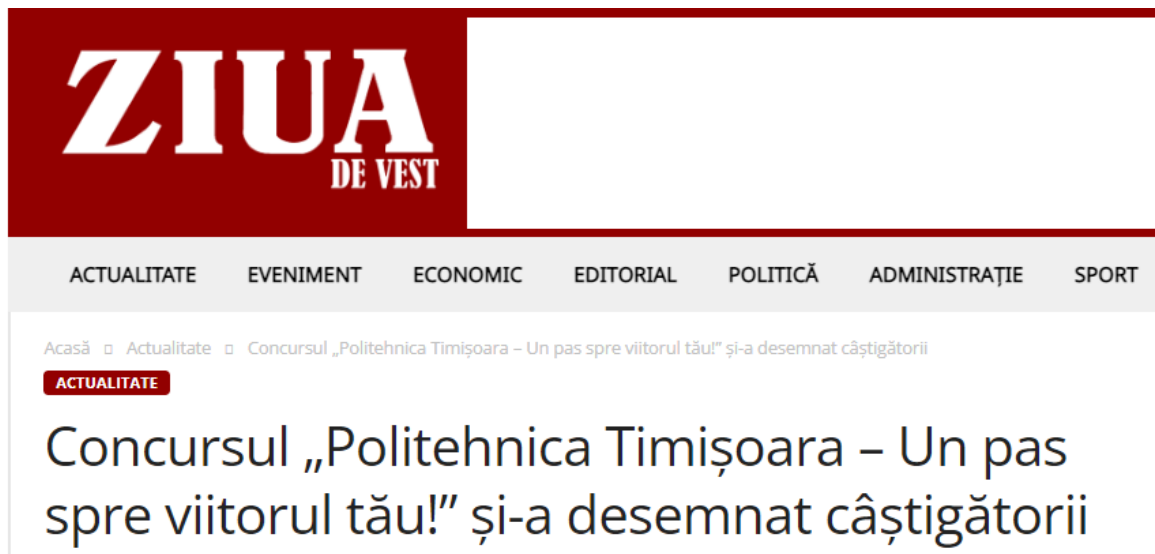 ZIUA
DE VEST
ACTUALITATE EVENIMENT ECONOMIC EDITORIAL POLITICĂ ADMINISTRAȚIE SPORT
Acasă Actualitate Concursul „Politehnica Timișoara – Un pas spre viitorul tău!” și-a desemnat câștigătorii
ACTUALITATE
Concursul „Politehnica Timișoara – Un pas
spre viitorul tău!” și-a desemnat câștigătorii